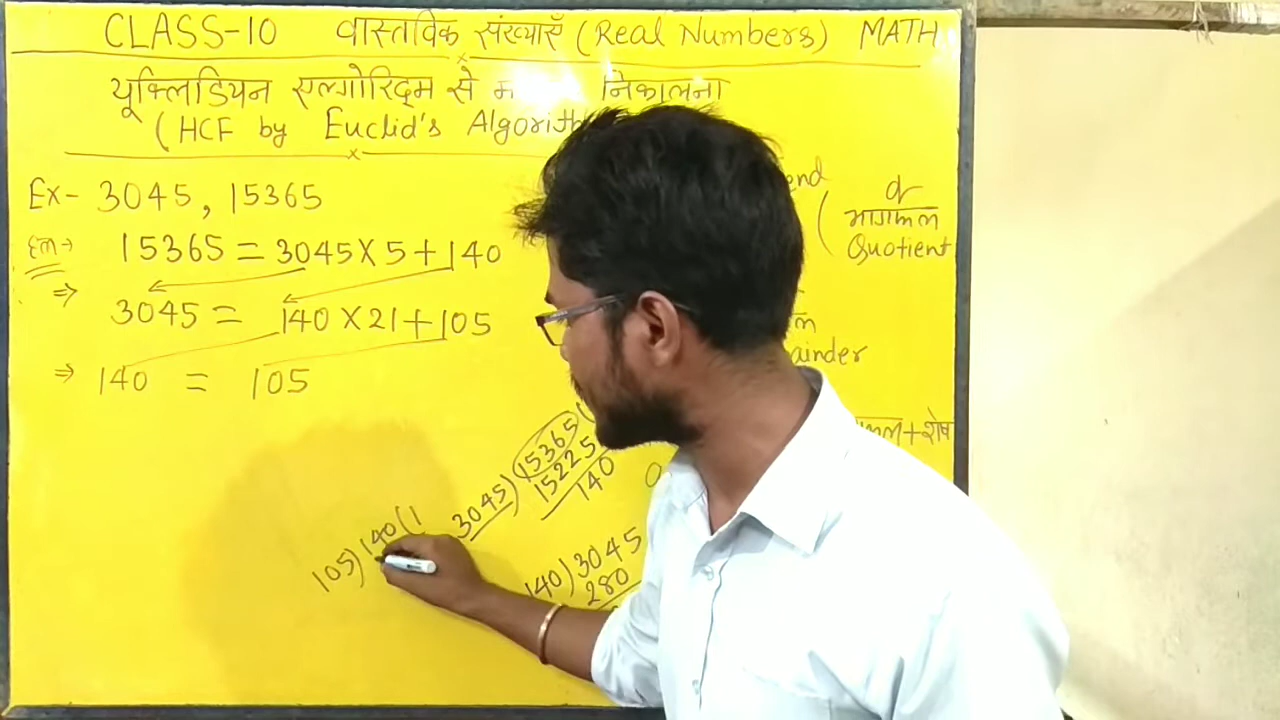 CLASS-10 वास्तविक संख्याएँ (Real Numbers) MATH
यूक्लिडियन एल्गोरिद्म से म निकालना
(HCF by Euclid's Algorith
Ex- 3045, 15365
हल→ 15365 = 3045 X 5 + 140
⇒ 3045 = 140 X 21 + 105
⇒ 140 = 105
105) 140 (1
3045) 15365 (
15225
140
140) 3045
280
end
( भागफल
Quotient
ainder
+ शेष